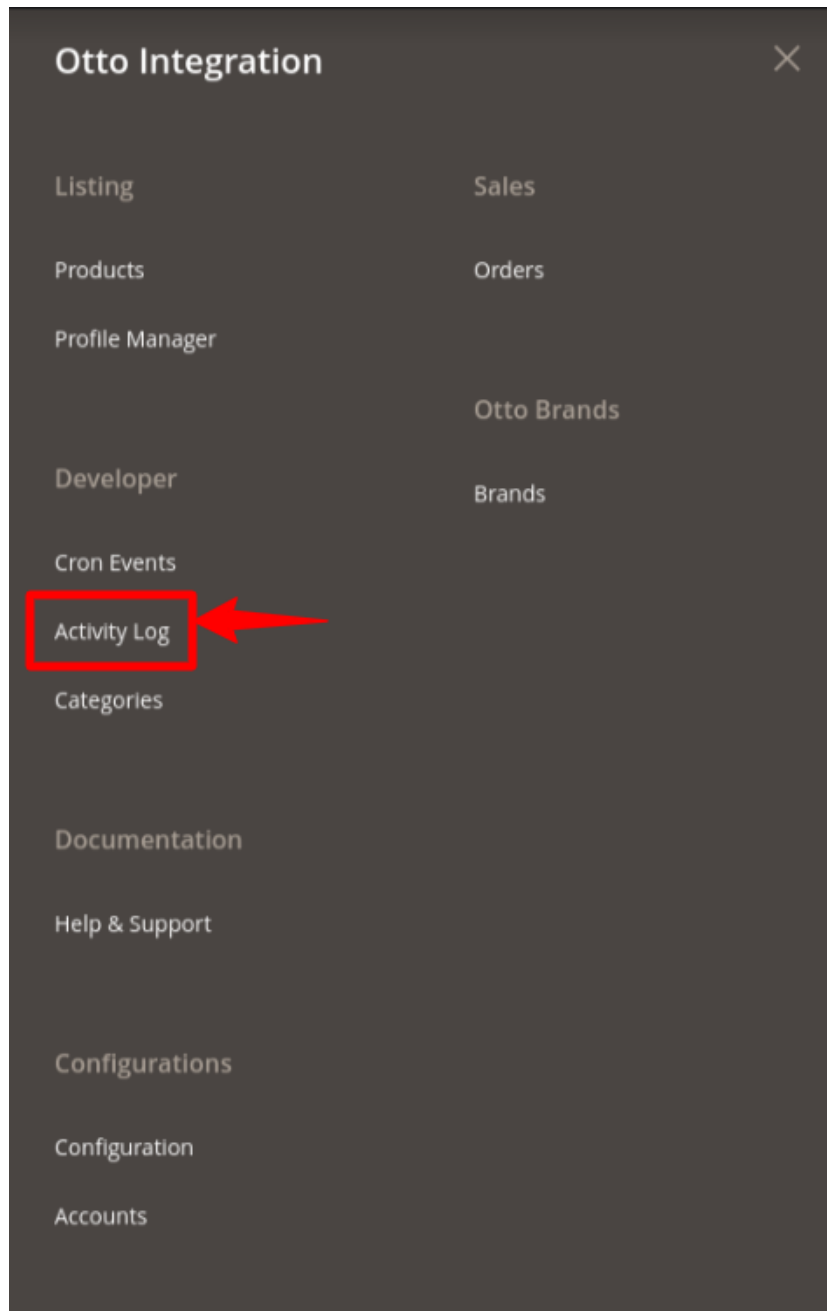 Otto Integration
Listing
Products
Profile Manager
Developer
Cron Events
Activity Log
Categories
Documentation
Help & Support
Configurations
Configuration
Accounts
Sales
Orders
Otto Brands
Brands